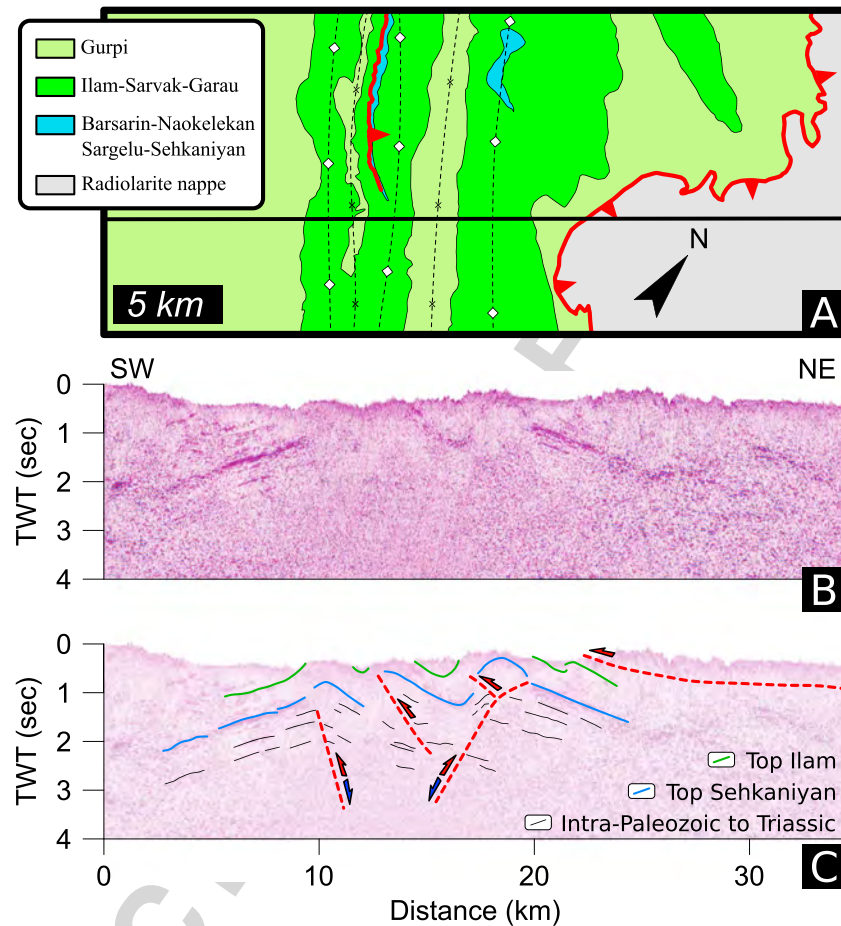 Gurpi
Ilam-Sarvak-Garau
Barsarin-Naokelekan
Sargelu-Sehkaniyan
Radiolarite nappe
N
5 km
A
SW
NE
0
1
2
3
4
TWT (sec)
B
0
1
2
3
4
TWT (sec)
Top Ilam
Top Sehkaniyan
Intra-Paleozoic to Triassic
C
0
10
20
30
Distance (km)